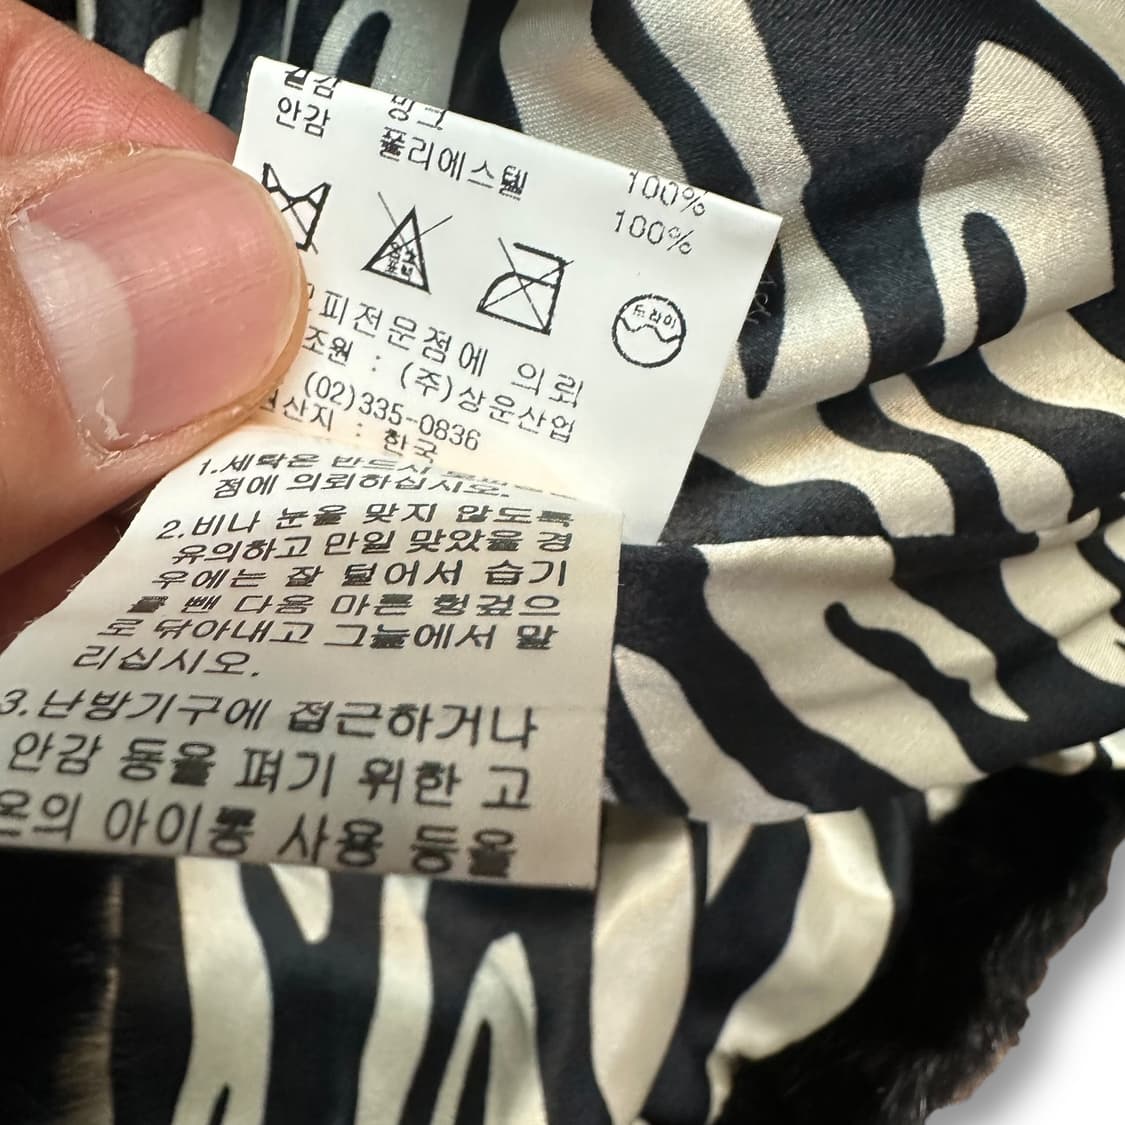 겉감 밍크 100%
안감 폴리에스텔 100%
드라이
피전문점에 의뢰
조원 : (주)상운산업
(02)335-0836
원산지 : 한국
1.세탁은 반드시
점에 의뢰하십시오.
2.비나 눈을 맞지 않도록
유의하고 만일 맞았을 경
우에는 잘 털어서 습기
를 뺀 다음 마른 헝겊으
로 닦아내고 그늘에서 말
리십시오.
3.난방기구에 접근하거나
안감 등을 펴기 위한 고
온의 아이롱 사용 등을